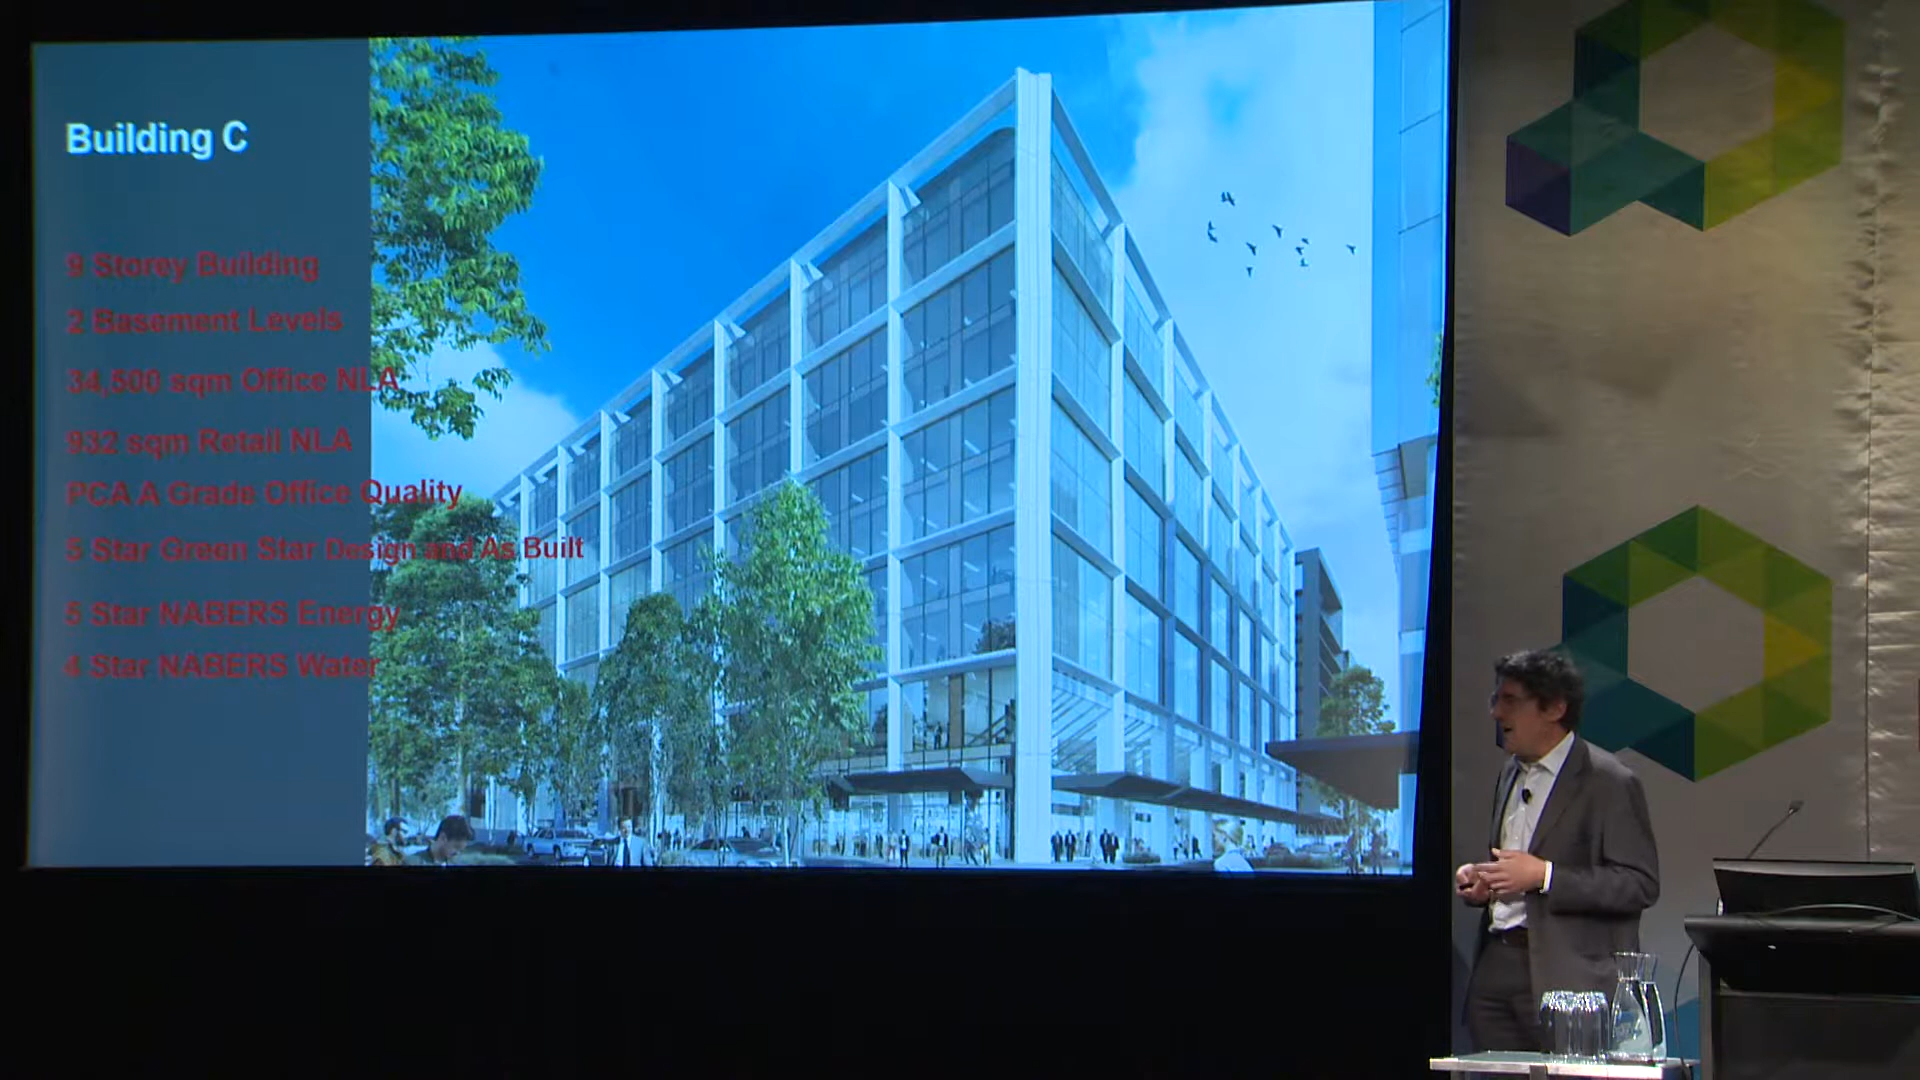 Building C
9 Storey Building
2 Basement Levels
34,500 sqm Office NLA
932 sqm Retail NLA
PCA A Grade Office Quality
5 Star Green Star Design and As Built
5 Star NABERS Energy
4 Star NABERS Water